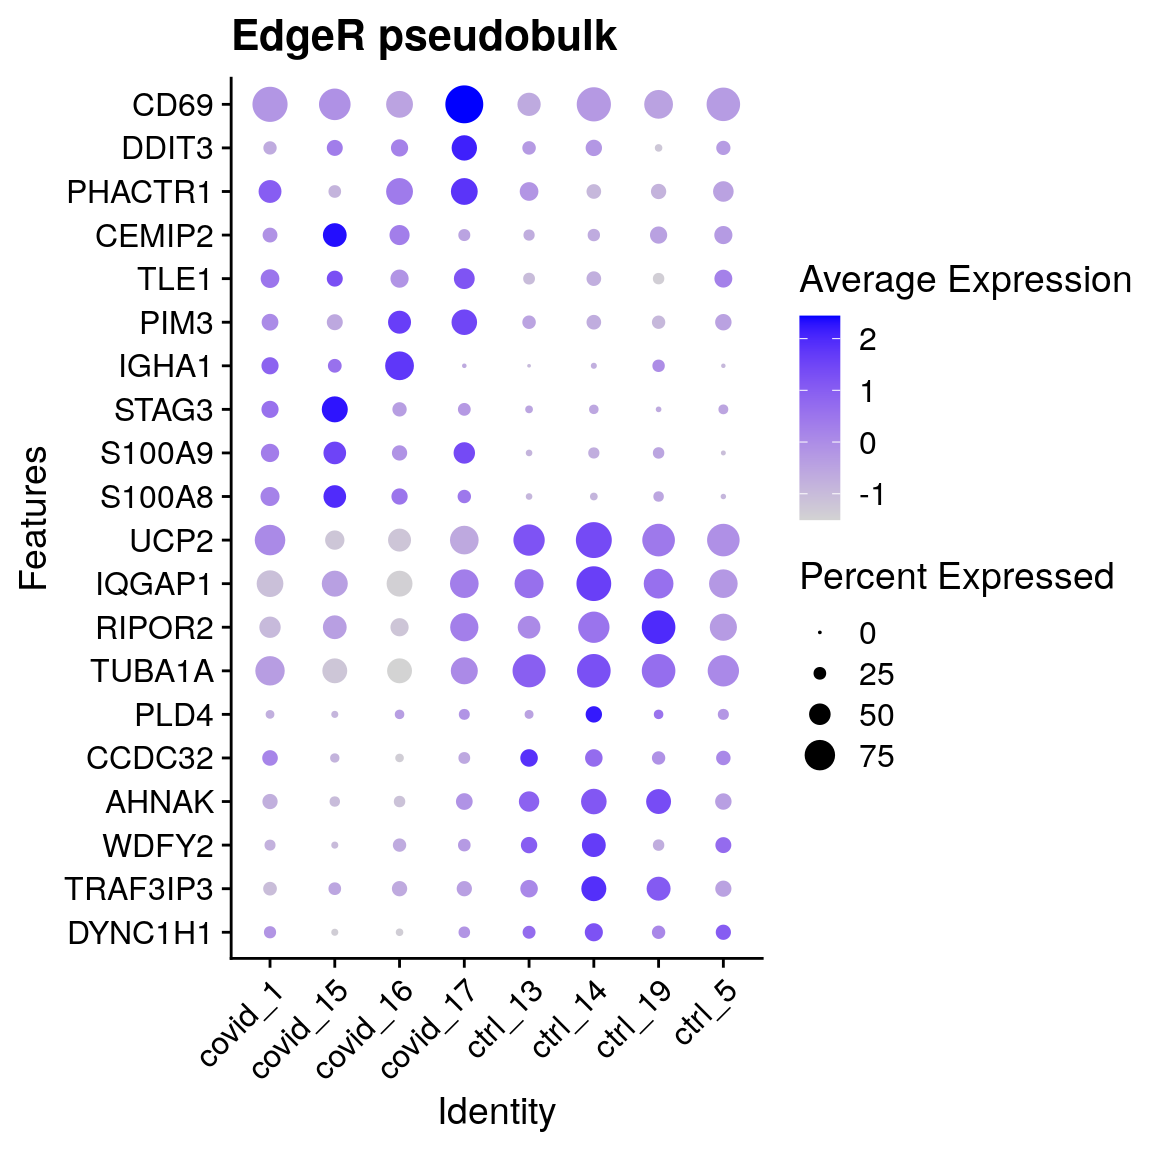 EdgeR pseudobulk
Features
CD69
DDIT3
PHACTR1
CEMIP2
TLE1
PIM3
IGHA1
STAG3
S100A9
S100A8
UCP2
IQGAP1
RIPOR2
TUBA1A
PLD4
CCDC32
AHNAK
WDFY2
TRAF3IP3
DYNC1H1
covid_1
covid_15
covid_16
covid_17
ctrl_13
ctrl_14
ctrl_19
ctrl_5
Identity
Average Expression
2
1
0
-1
Percent Expressed
0
25
50
75